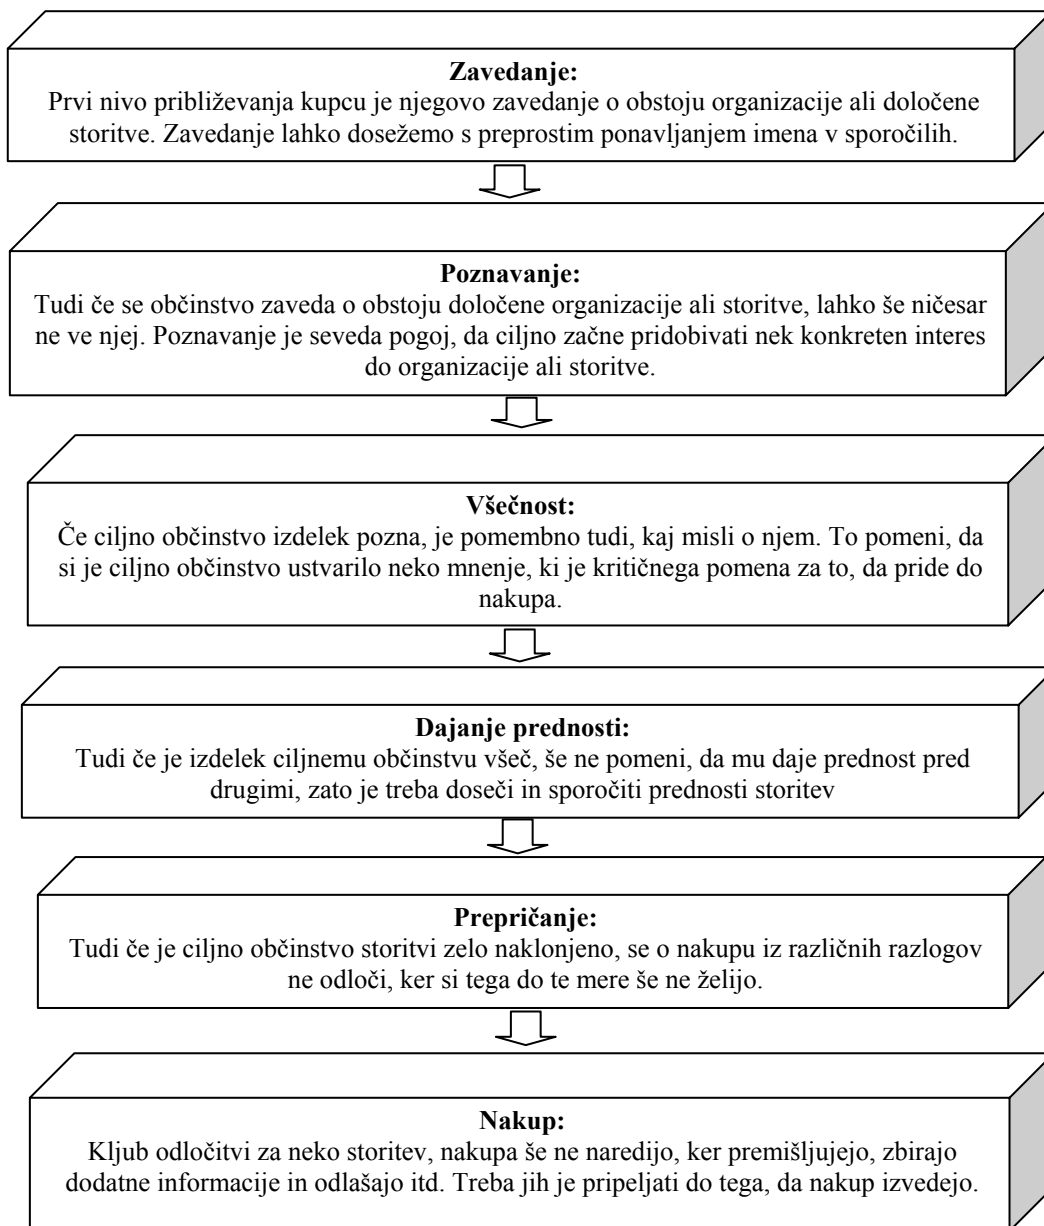 Zavedanje:
Prvi nivo približevanja kupcu je njegovo zavedanje o obstoju organizacije ali določene
storitve. Zavedanje lahko dosežemo s preprostim ponavljanjem imena v sporočilih.
Poznavanje:
Tudi če se občinstvo zaveda o obstoju določene organizacije ali storitve, lahko še ničesar
ne ve njej. Poznavanje je seveda pogoj, da ciljno začne pridobivati nek konkreten interes
do organizacije ali storitve.
Všečnost:
Če ciljno občinstvo izdelek pozna, je pomembno tudi, kaj misli o njem. To pomeni, da
si je ciljno občinstvo ustvarilo neko mnenje, ki je kritičnega pomena za to, da pride do
nakupa.
Dajanje prednosti:
Tudi če je izdelek ciljnemu občinstvu všeč, še ne pomeni, da mu daje prednost pred
drugimi, zato je treba doseči in sporočiti prednosti storitev
Prepričanje:
Tudi če je ciljno občinstvo storitvi zelo naklonjeno, se o nakupu iz različnih razlogov
ne odloči, ker si tega do te mere še ne želijo.
Nakup:
Kljub odločitvi za neko storitev, nakupa še ne naredijo, ker premišljujejo, zbirajo
dodatne informacije in odlašajo itd. Treba jih je pripeljati do tega, da nakup izvedejo.